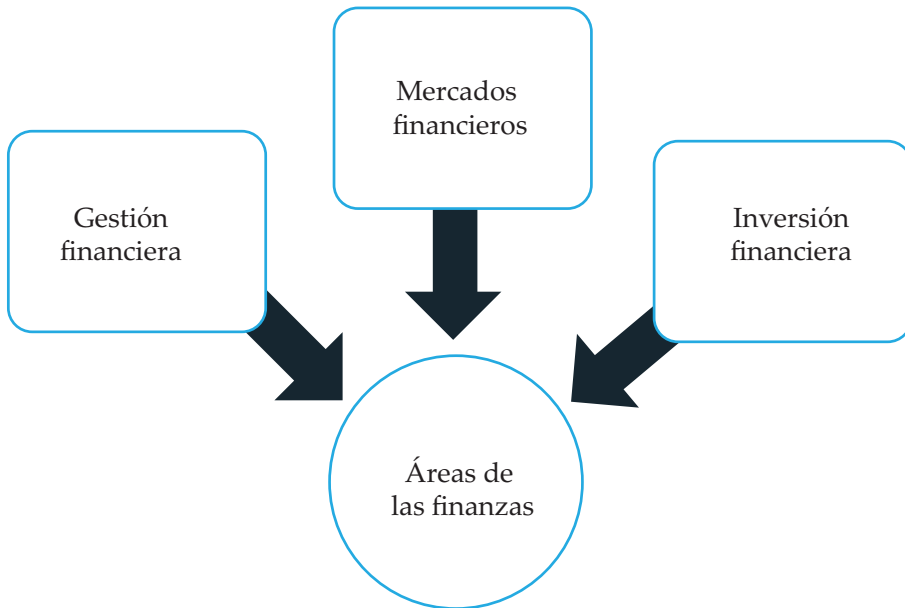 Mercados
financieros
Gestión
financiera
Inversión
financiera
Áreas de
las finanzas